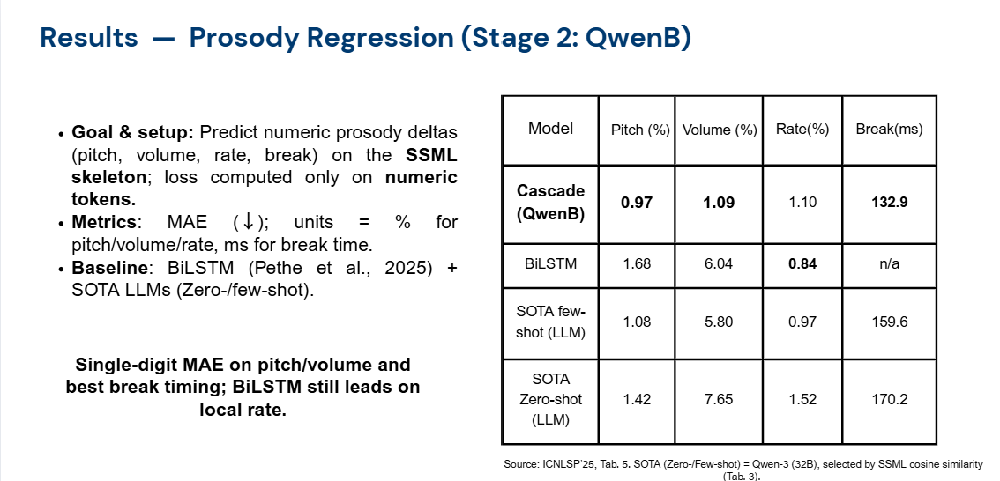 Results — Prosody Regression (Stage 2: QwenB)
• Goal & setup: Predict numeric prosody deltas
(pitch, volume, rate, break) on the SSML
skeleton; loss computed only on numeric
tokens.
• Metrics: MAE (↓); units = % for
pitch/volume/rate, ms for break time.
• Baseline: BiLSTM (Pethe et al., 2025) +
SOTA LLMs (Zero-/few-shot).
Single-digit MAE on pitch/volume and
best break timing; BiLSTM still leads on
local rate.
Model Pitch (%) Volume (%) Rate(%) Break(ms)
Cascade
(QwenB) 0.97 1.09 1.10 132.9
BiLSTM 1.68 6.04 0.84 n/a
SOTA few-
shot (LLM) 1.08 5.80 0.97 159.6
SOTA
Zero-shot 1.42 7.65 1.52 170.2
(LLM)
Source: ICNLSP'25, Tab. 5. SOTA (Zero-/Few-shot) = Qwen-3 (32B), selected by SSML cosine similarity
(Tab. 3).